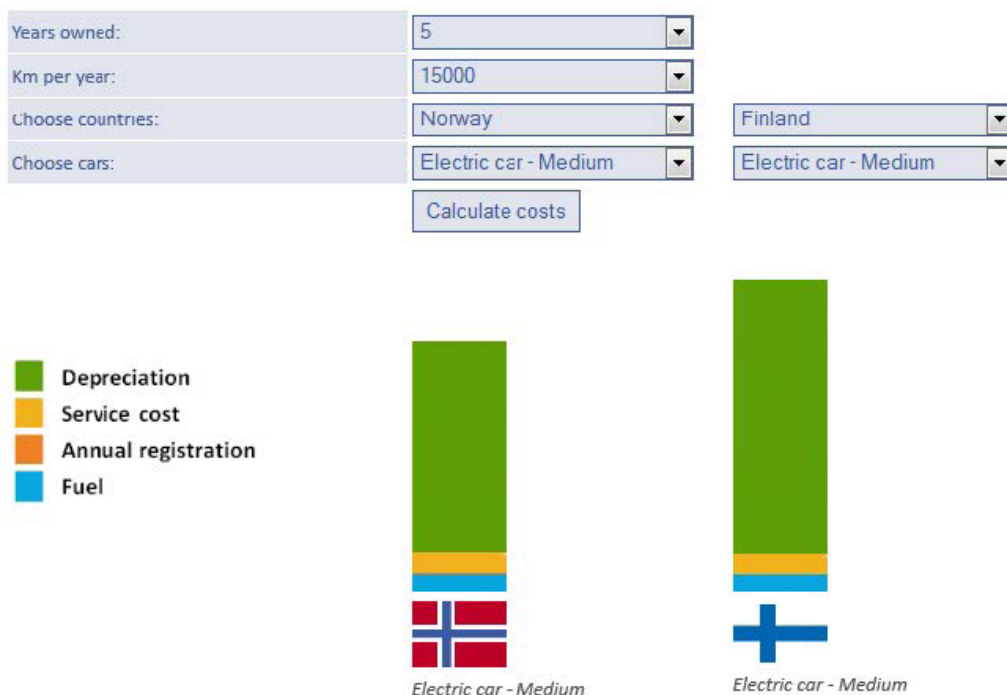 Years owned: 5
Km per year: 15000
Choose countries: Norway Finland
Choose cars: Electric car - Medium Electric car - Medium
Calculate costs
Depreciation
Service cost
Annual registration
Fuel
Electric car - Medium Electric car - Medium